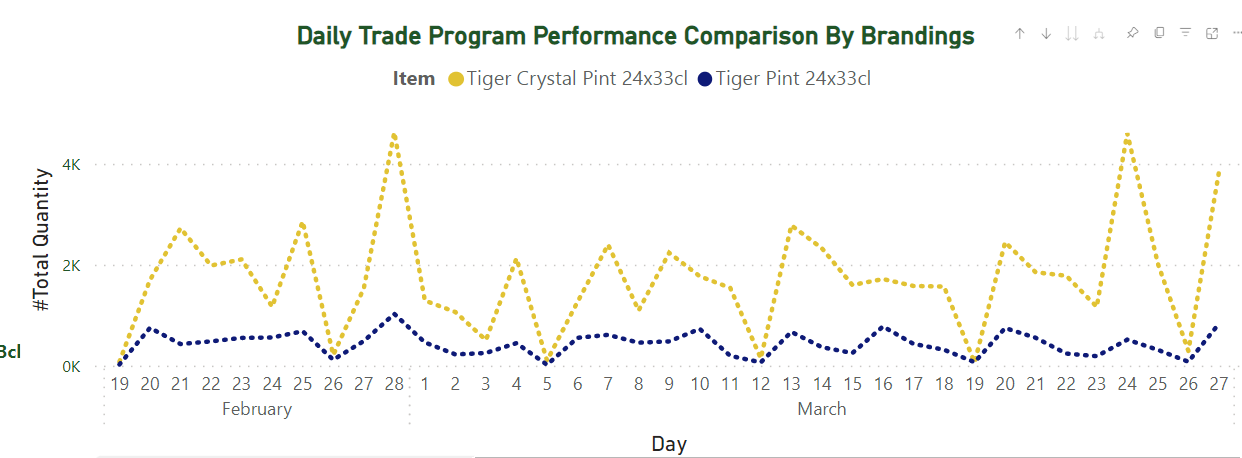 Daily Trade Program Performance Comparison By Brandings
Item Tiger Crystal Pint 24x33cl Tiger Pint 24x33cl
#Total Quantity
4K
2K
0K
3cl
19 20 21 22 23 24 25 26 27 28 1 2 3 4 5 6 7 8 9 10 11 12 13 14 15 16 17 18 19 20 21 22 23 24 25 26 27
February March
Day